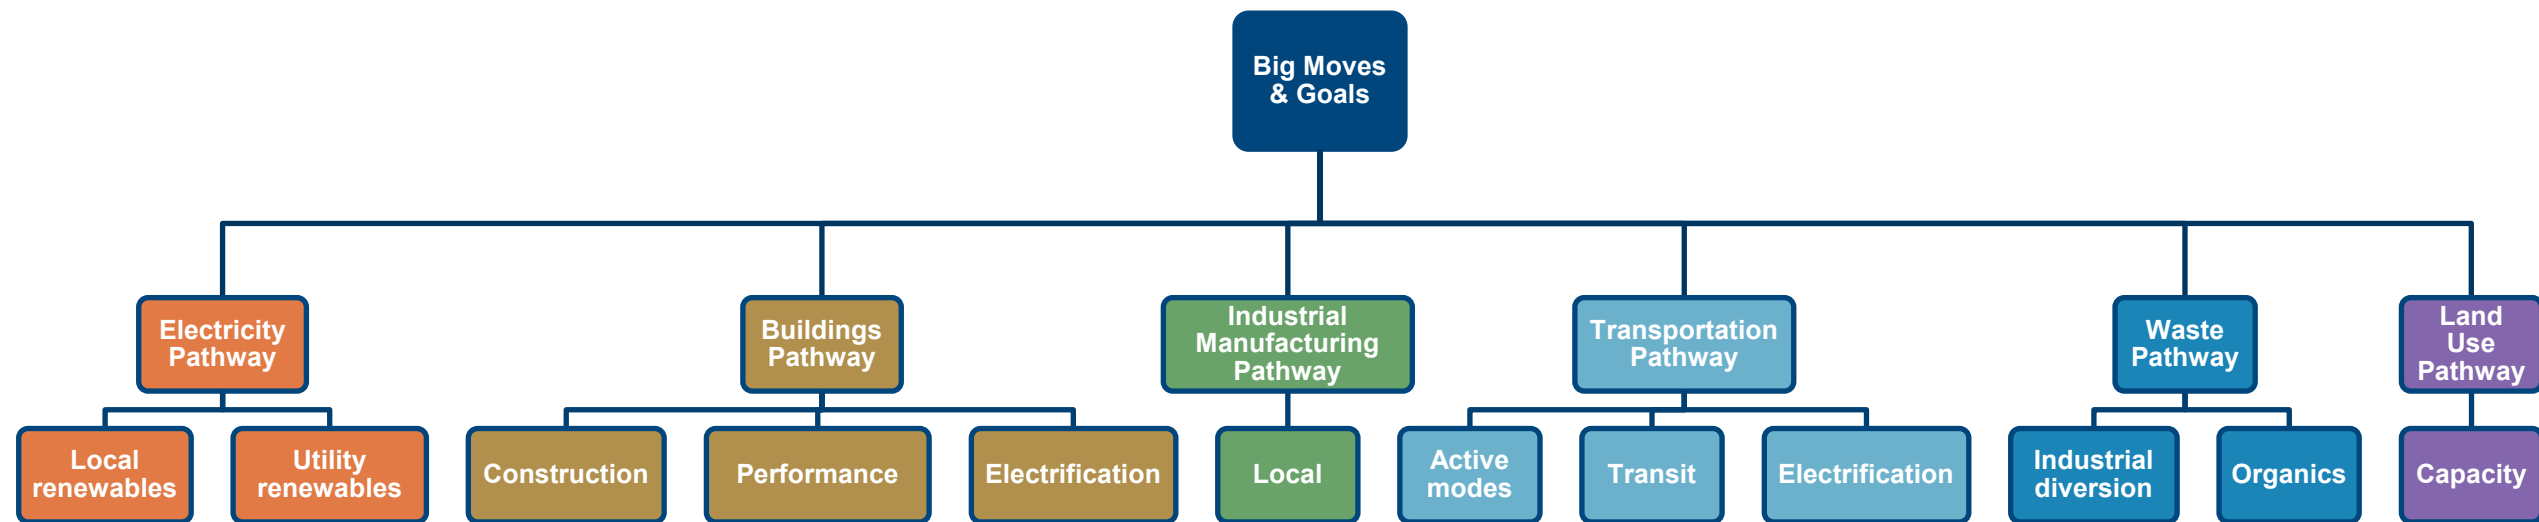 Big Moves
& Goals
Electricity
Pathway
Buildings
Pathway
Industrial
Manufacturing
Pathway
Transportation
Pathway
Waste
Pathway
Land
Use
Pathway
Local
renewables
Utility
renewables
Construction
Performance
Electrification
Local
Active
modes
Transit
Electrification
Industrial
diversion
Organics
Capacity